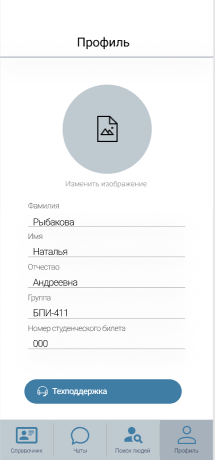 Профиль
Изменить изображение
Фамилия
Рыбакова
Имя
Наталья
Отчество
Андреевна
Группа
БПИ-411
Номер студенческого билета
000
Техподдержка
Справочник Чаты Поиск людей Профиль